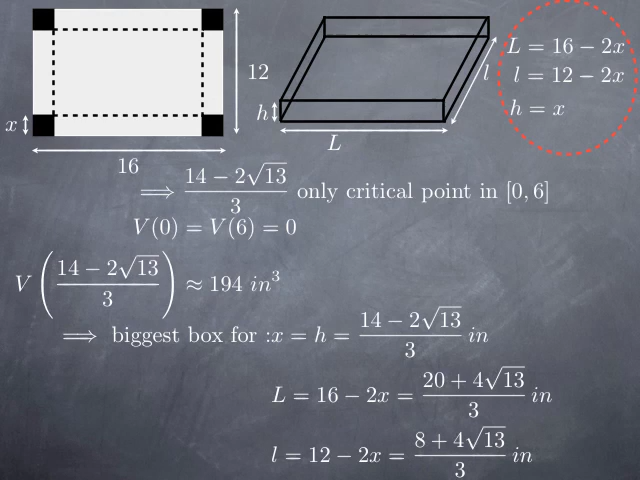 12
x
16
h
L
l
L = 16 − 2x
l = 12 − 2x
h = x
⟹ (14 − 2√13)/3 only critical point in [0, 6]
V(0) = V(6) = 0
V((14 − 2√13)/3) ≈ 194 in³
⟹ biggest box for :x = h = (14 − 2√13)/3 in
L = 16 − 2x = (20 + 4√13)/3 in
l = 12 − 2x = (8 + 4√13)/3 in